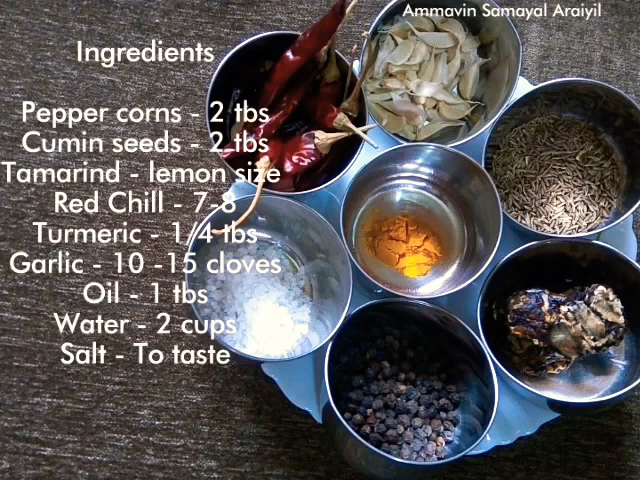 Ammavin Samayal Araiyil
Ingredients
Pepper corns - 2 tbs
Cumin seeds - 2 tbs
Tamarind - lemon size
Red Chill - 7-8
Turmeric - 1/4 tbs
Garlic - 10 -15 cloves
Oil - 1 tbs
Water - 2 cups
Salt - To taste